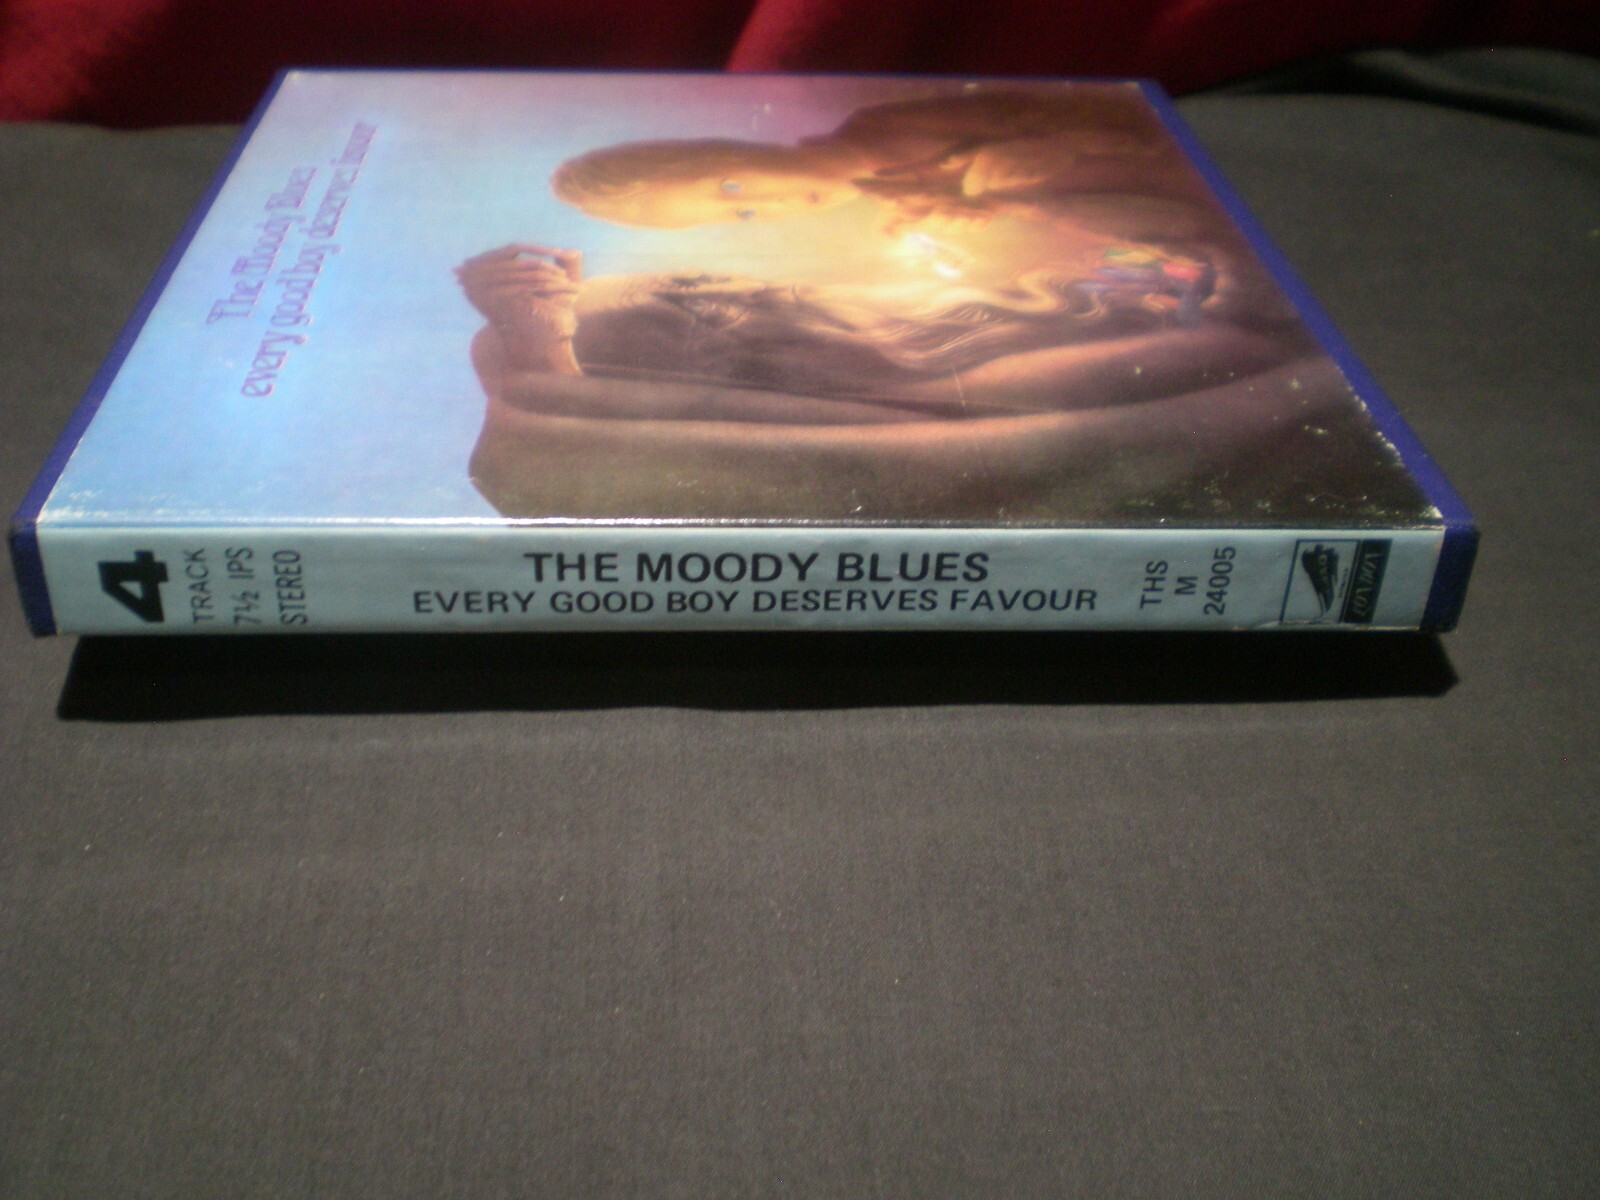 The Moody Blues
every good boy deserves favour
4
TRACK
7½ IPS
STEREO
THE MOODY BLUES
EVERY GOOD BOY DESERVES FAVOUR
THS
M
24005
LONDON